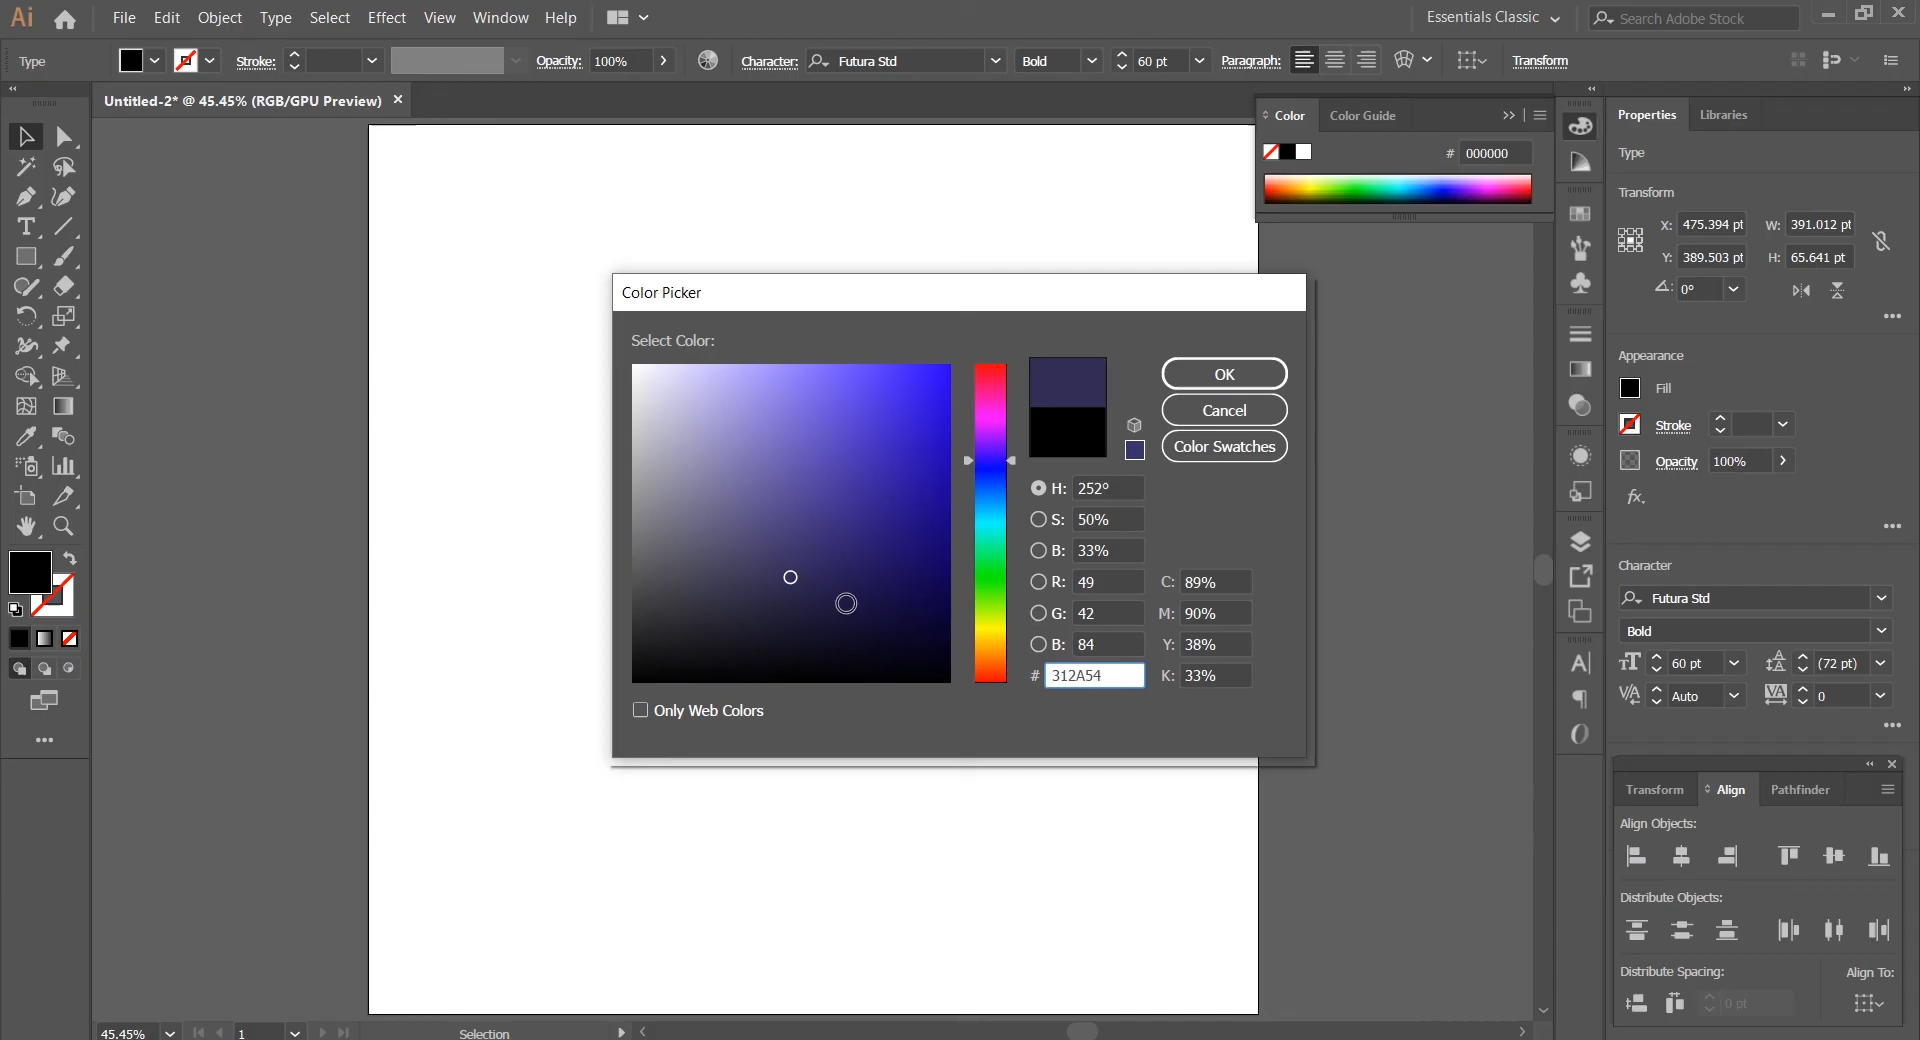 Ai File Edit Object Type Select Effect View Window Help Essentials Classic Search Adobe Stock
Type Stroke: Opacity: 100% Character: Futura Std Bold 60 pt Paragraph: Transform
Untitled-2* @ 45.45% (RGB/GPU Preview)
Color Color Guide
# 000000
Properties Libraries
Type
Transform
X: 475.394 pt W: 391.012 pt
Y: 389.503 pt H: 65.641 pt
0°
Appearance
Fill
Stroke
Opacity 100%
fx.
Character
Futura Std
Bold
60 pt (72 pt)
Auto 0
Color Picker
Select Color:
OK
Cancel
Color Swatches
H: 252°
S: 50%
B: 33%
R: 49 C: 89%
G: 42 M: 90%
B: 84 Y: 38%
# 312A54 K: 33%
Only Web Colors
Transform Align Pathfinder
Align Objects:
Distribute Objects:
Distribute Spacing: Align To:
0 pt
45.45% 1 Selection